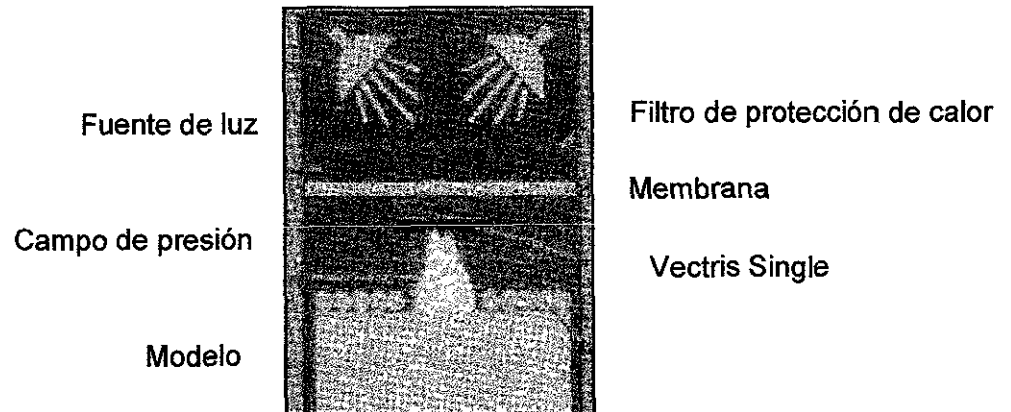 Fuente de luz
Filtro de protección de calor
Membrana
Campo de presión
Vectris Single
Modelo